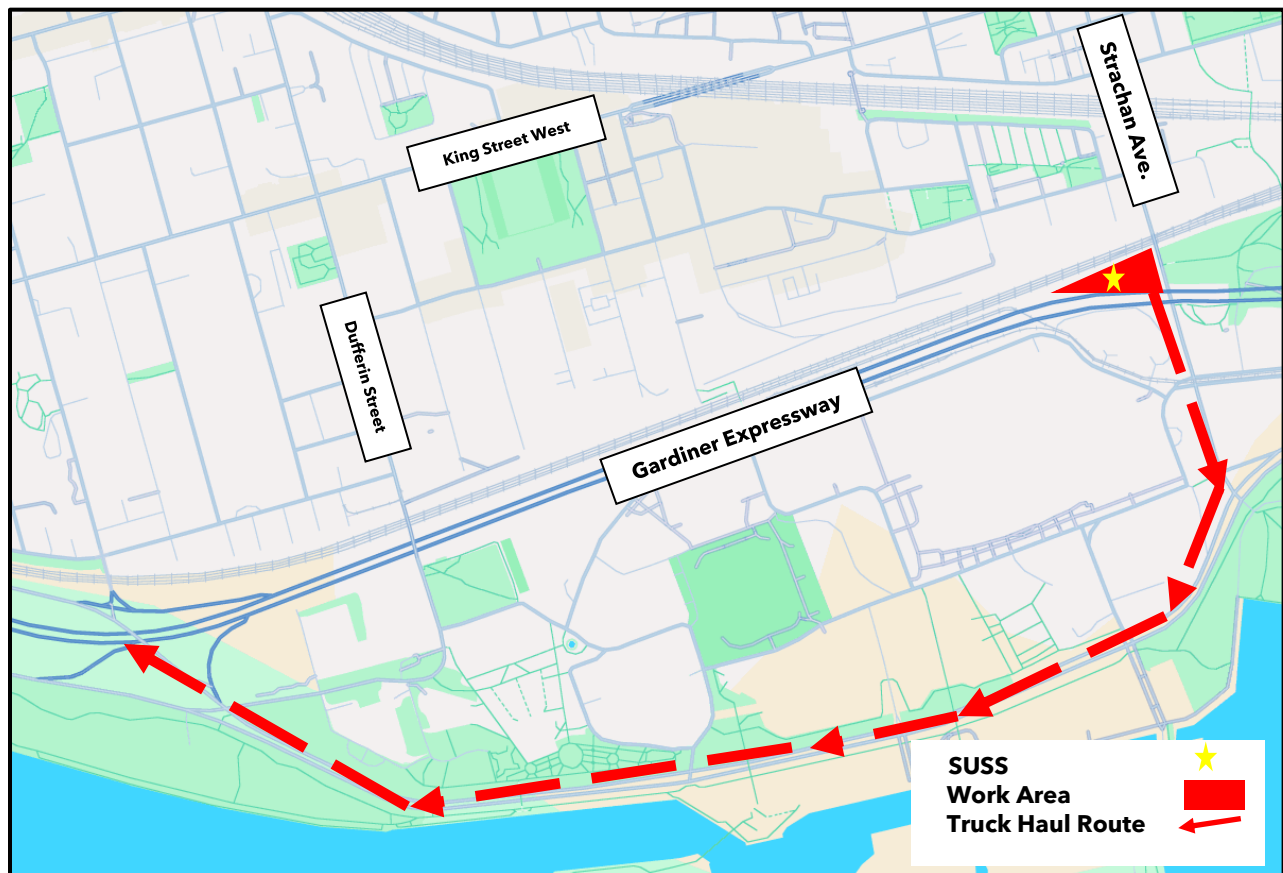 Strachan Ave.
King Street West
Dufferin Street
Gardiner Expressway
SUSS
Work Area
Truck Haul Route